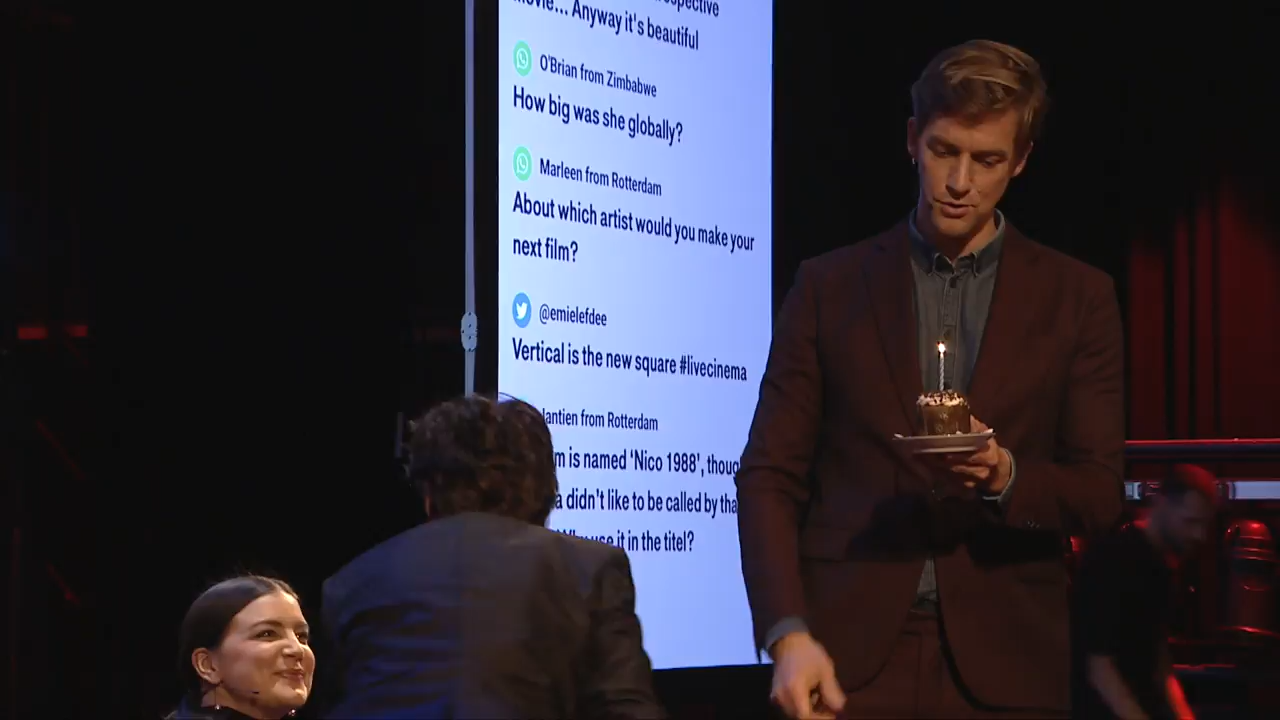 movie... Anyway it's beautiful
O'Brian from Zimbabwe
How big was she globally?
Marleen from Rotterdam
About which artist would you make your
next film?
@emielefdee
Vertical is the new square #livecinema
from Rotterdam
is named 'Nico 1988',
didn't like to be called by
use it in the titel?